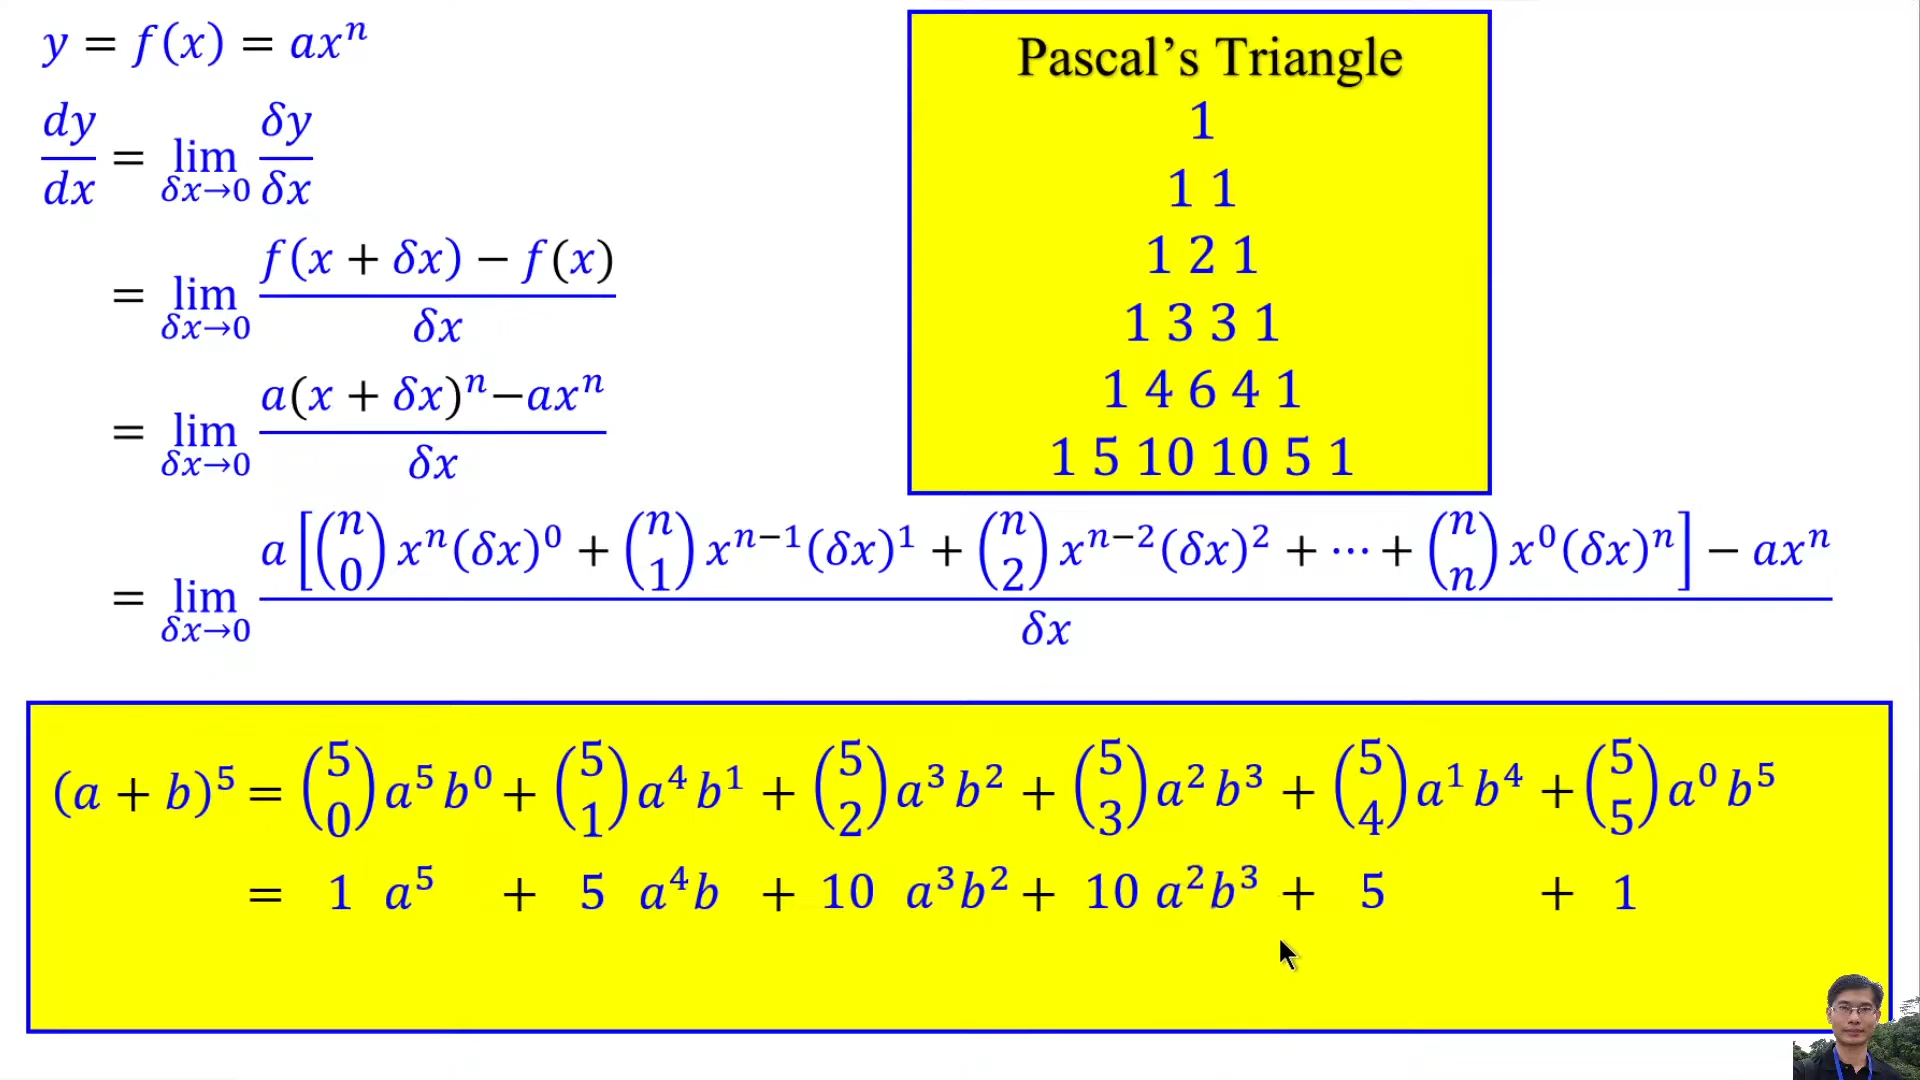 y = f(x) = axⁿ
dy/dx = lim δx→0 δy/δx
= lim δx→0 (f(x + δx) − f(x))/δx
= lim δx→0 (a(x + δx)ⁿ−axⁿ)/δx
= lim δx→0 (a[(n 0) xⁿ(δx)⁰ + (n 1) xⁿ⁻¹(δx)¹ + (n 2) xⁿ⁻²(δx)² + ⋯ + (n n) x⁰(δx)ⁿ] − axⁿ)/δx
Pascal’s Triangle
1
1 1
1 2 1
1 3 3 1
1 4 6 4 1
1 5 10 10 5 1
(a + b)⁵ = (5 0) a⁵b⁰ + (5 1) a⁴b¹ + (5 2) a³b² + (5 3) a²b³ + (5 4) a¹b⁴ + (5 5) a⁰b⁵
= 1 a⁵ + 5 a⁴b + 10 a³b² + 10 a²b³ + 5 + 1